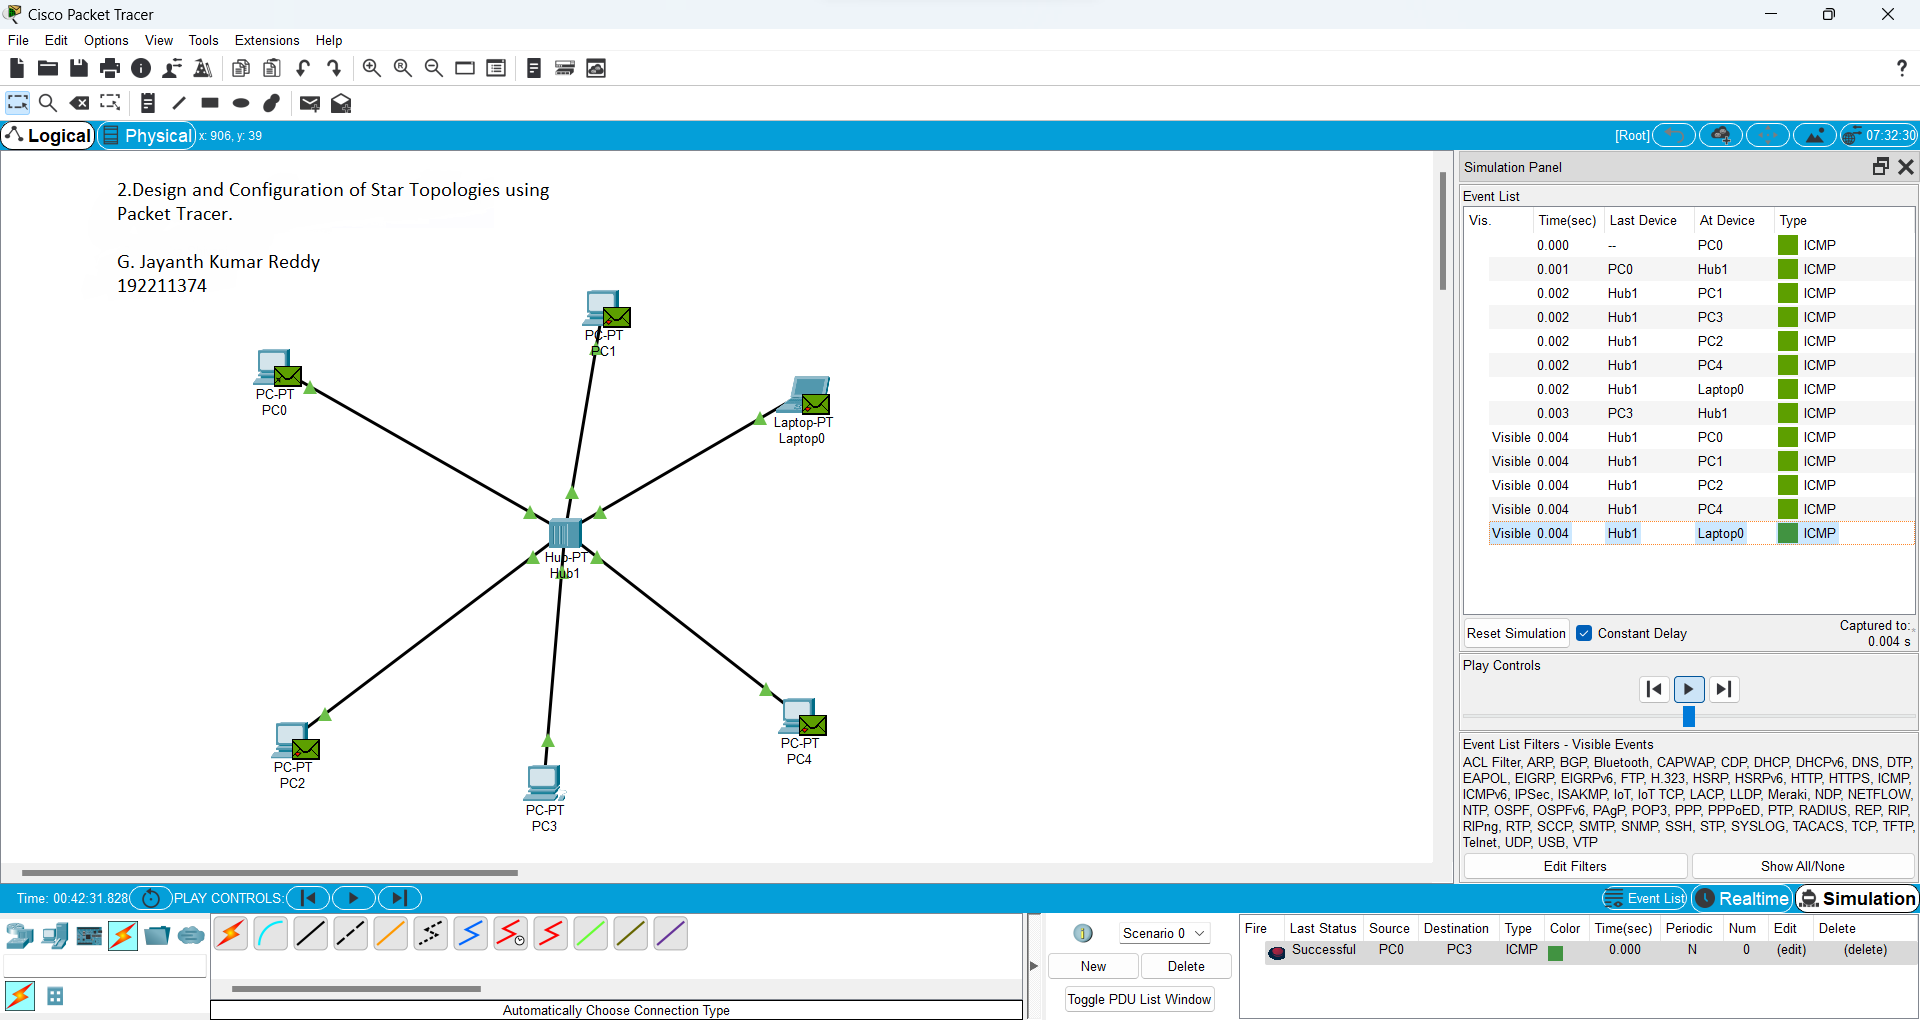 Cisco Packet Tracer
File Edit Options View Tools Extensions Help
Logical Physical x: 906, y: 39 [Root] 07:32:30
2.Design and Configuration of Star Topologies using
Packet Tracer.
G. Jayanth Kumar Reddy
192211374
PC-PT
PC1
PC-PT
PC0
Laptop-PT
Laptop0
Hub-PT
Hub1
PC-PT
PC2
PC-PT
PC4
PC-PT
PC3
Simulation Panel
Event List
Vis. Time(sec) Last Device At Device Type
0.000 -- PC0 ICMP
0.001 PC0 Hub1 ICMP
0.002 Hub1 PC1 ICMP
0.002 Hub1 PC3 ICMP
0.002 Hub1 PC2 ICMP
0.002 Hub1 PC4 ICMP
0.002 Hub1 Laptop0 ICMP
0.003 PC3 Hub1 ICMP
Visible 0.004 Hub1 PC0 ICMP
Visible 0.004 Hub1 PC1 ICMP
Visible 0.004 Hub1 PC2 ICMP
Visible 0.004 Hub1 PC4 ICMP
Visible 0.004 Hub1 Laptop0 ICMP
Reset Simulation Constant Delay Captured to:
0.004 s
Play Controls
Event List Filters - Visible Events
ACL Filter, ARP, BGP, Bluetooth, CAPWAP, CDP, DHCP, DHCPv6, DNS, DTP,
EAPOL, EIGRP, EIGRPv6, FTP, H.323, HSRP, HSRPv6, HTTP, HTTPS, ICMP,
ICMPv6, IPSec, ISAKMP, IoT, IoT TCP, LACP, LLDP, Meraki, NDP, NETFLOW,
NTP, OSPF, OSPFv6, PAgP, POP3, PPP, PPPoED, PTP, RADIUS, REP, RIP,
RIPng, RTP, SCCP, SMTP, SNMP, SSH, STP, SYSLOG, TACACS, TCP, TFTP,
Telnet, UDP, USB, VTP
Edit Filters Show All/None
Time: 00:42:31.828 PLAY CONTROLS: Event List Realtime Simulation
Scenario 0
New Delete
Toggle PDU List Window
Fire Last Status Source Destination Type Color Time(sec) Periodic Num Edit Delete
Successful PC0 PC3 ICMP 0.000 N 0 (edit) (delete)
Automatically Choose Connection Type